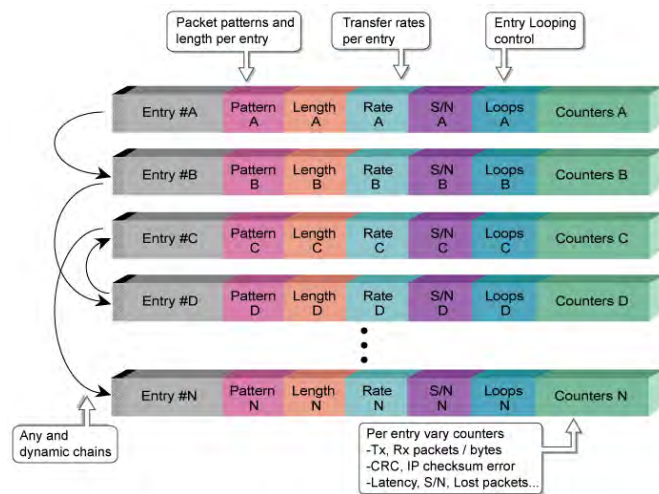 Packet patterns and
length per entry
Transfer rates
per entry
Entry Looping
control
Entry #A
Pattern
A
Length
A
Rate
A
S/N
A
Loops
A
Counters A
Entry #B
Pattern
B
Length
B
Rate
B
S/N
B
Loops
B
Counters B
Entry #C
Pattern
C
Length
C
Rate
C
S/N
C
Loops
C
Counters C
Entry #D
Pattern
D
Length
D
Rate
D
S/N
D
Loops
D
Counters D
Entry #N
Pattern
N
Length
N
Rate
N
S/N
N
Loops
N
Counters N
Any and
dynamic chains
Per entry vary counters
-Tx, Rx packets / bytes
-CRC, IP checksum error
-Latency, S/N, Lost packets...